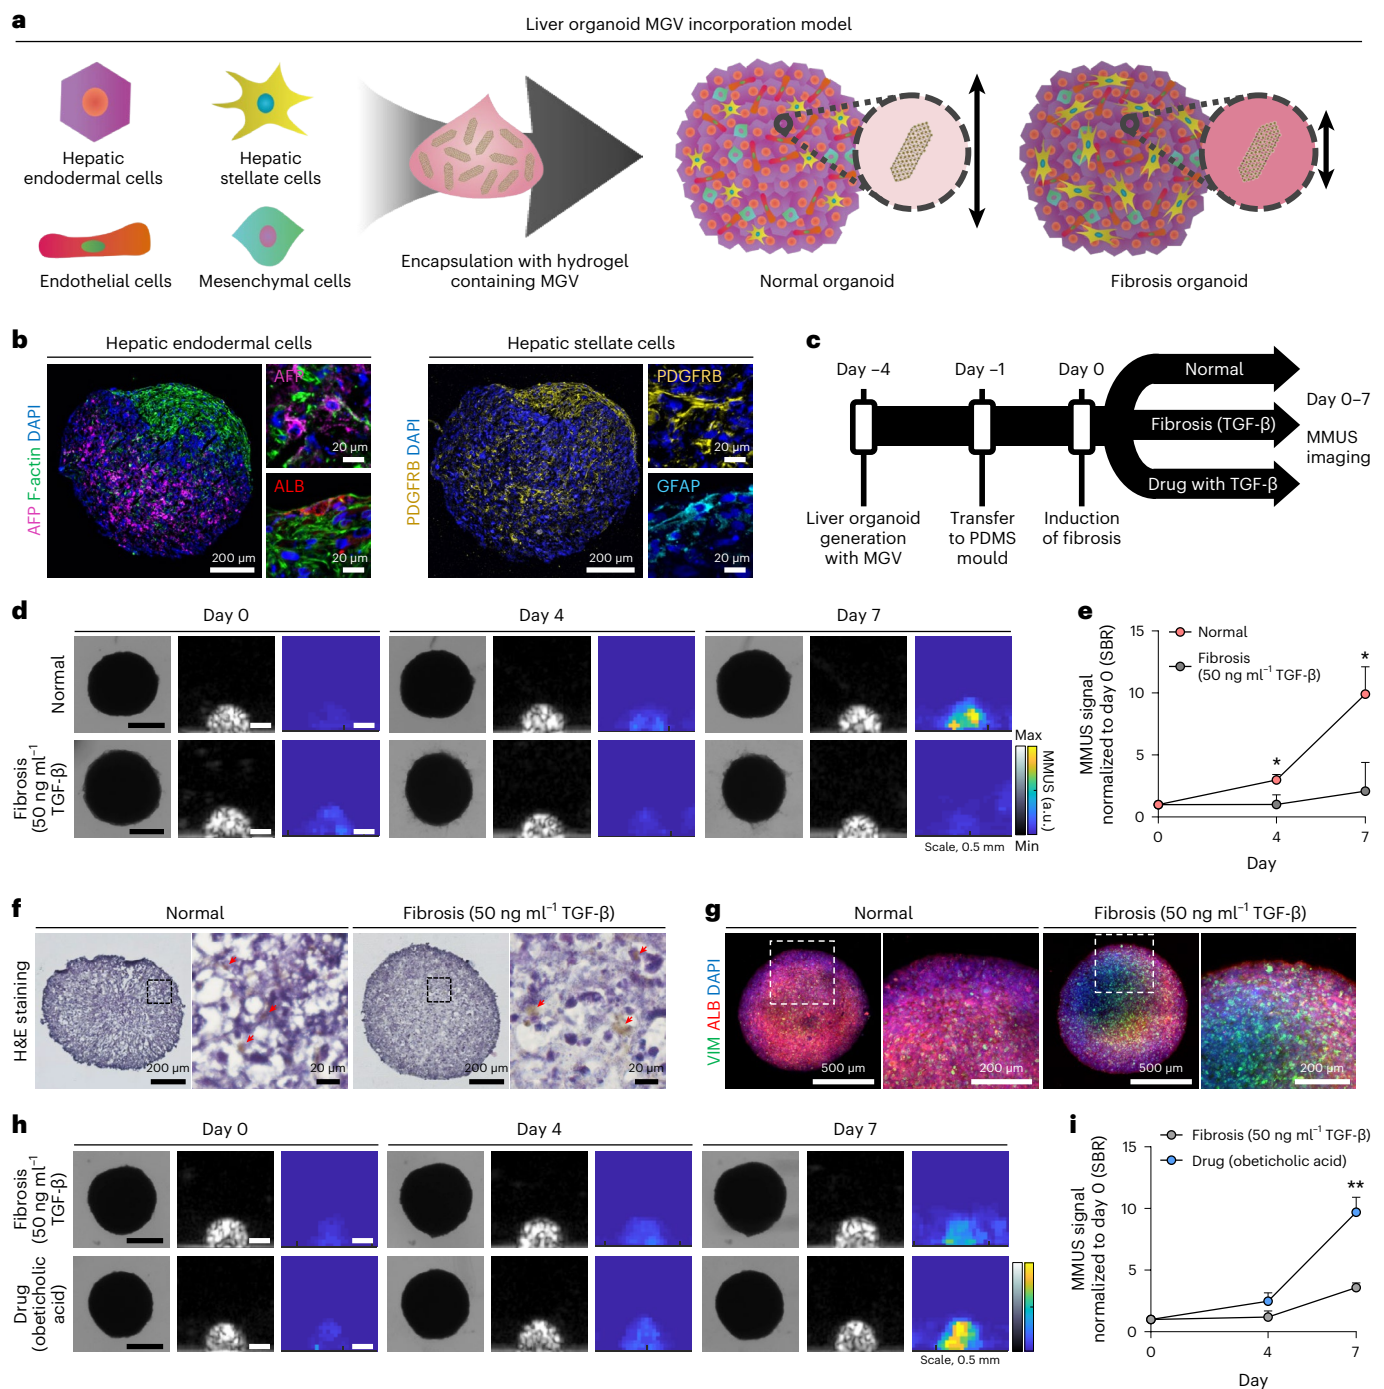 a
Liver organoid MGV incorporation model
Hepatic
endodermal cells
Hepatic
stellate cells
Endothelial cells
Mesenchymal cells
Encapsulation with hydrogel
containing MGV
Normal organoid
Fibrosis organoid
b
Hepatic endodermal cells
AFP F-actin DAPI
200 µm
AFP
20 µm
ALB
20 µm
Hepatic stellate cells
PDGFRB DAPI
200 µm
PDGFRB
20 µm
GFAP
20 µm
c
Day –4
Day –1
Day 0
Normal
Fibrosis (TGF-β)
Drug with TGF-β
Day 0–7
MMUS
imaging
Liver organoid
generation
with MGV
Transfer
to PDMS
mould
Induction
of fibrosis
d
Day 0
Day 4
Day 7
Normal
Fibrosis
(50 ng ml⁻¹
TGF-β)
Max
MMUS (a.u.)
Min
Scale, 0.5 mm
e
Normal
Fibrosis
(50 ng ml⁻¹ TGF-β)
MMUS signal
normalized to day 0 (SBR)
15
10
5
0
*
*
0
4
7
Day
f
Normal
Fibrosis (50 ng ml⁻¹ TGF-β)
H&E staining
200 µm
20 µm
200 µm
20 µm
g
Normal
Fibrosis (50 ng ml⁻¹ TGF-β)
VIM ALB DAPI
500 µm
200 µm
500 µm
200 µm
h
Day 0
Day 4
Day 7
Fibrosis
(50 ng ml⁻¹
TGF-β)
Drug
(obeticholic
acid)
Scale, 0.5 mm
i
Fibrosis (50 ng ml⁻¹ TGF-β)
Drug (obeticholic acid)
MMUS signal
normalized to day 0 (SBR)
15
10
5
0
**
0
4
7
Day